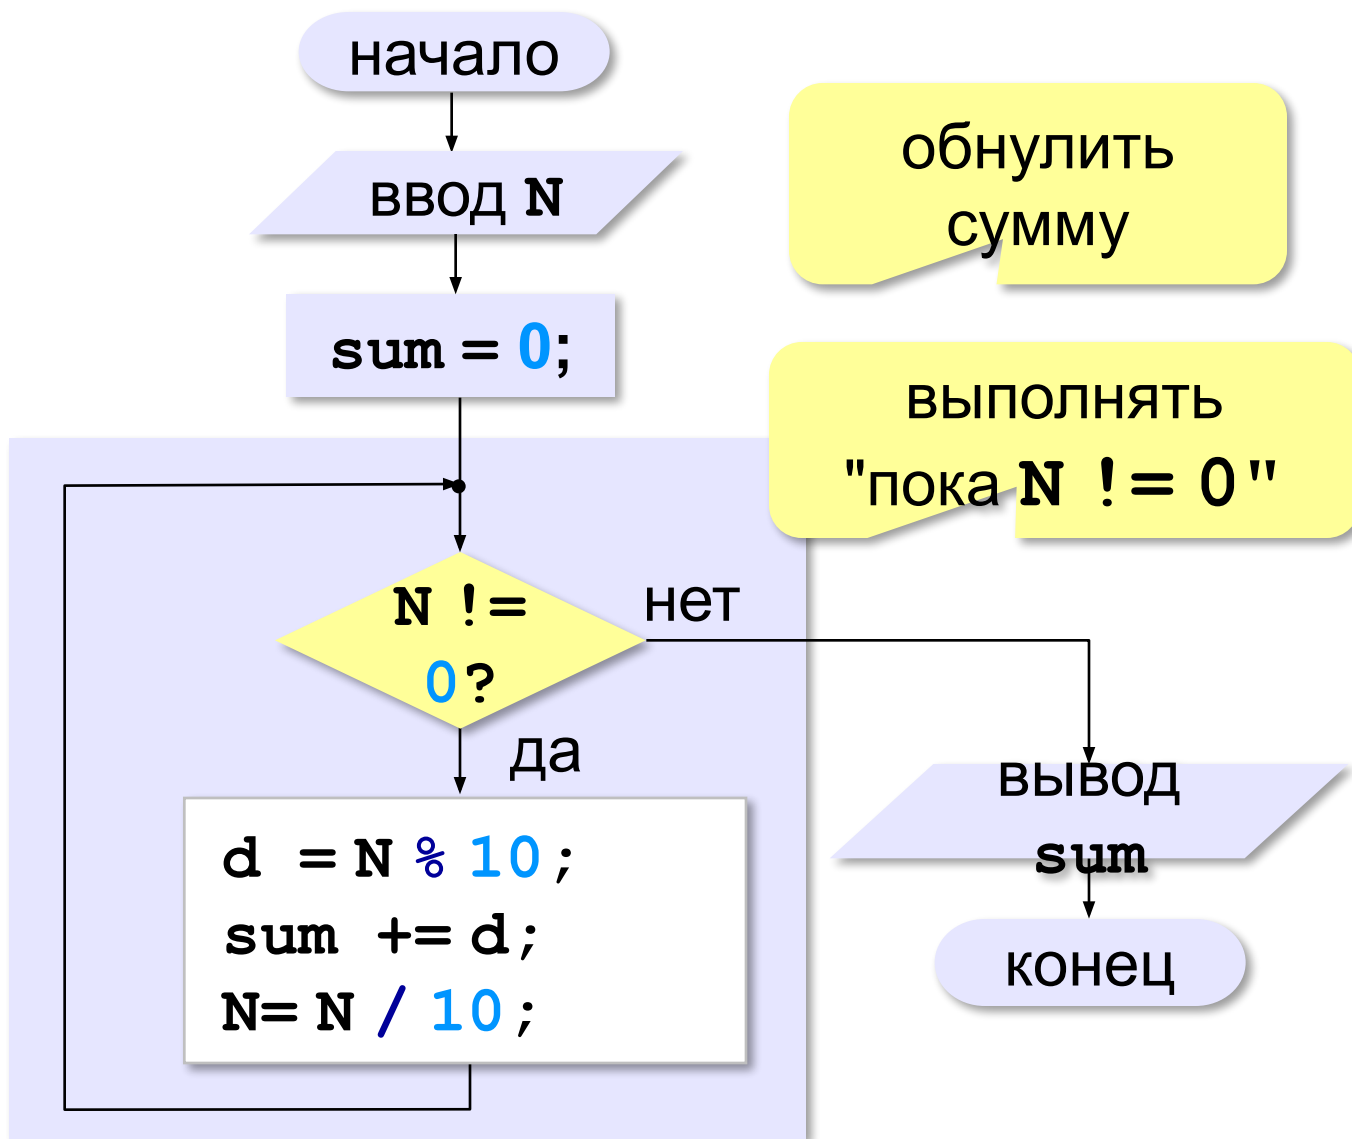 начало
ввод N
обнулить
сумму
sum = 0;
выполнять
"пока N != 0"
N !=
0?
нет
да
d = N % 10;
sum += d;
N= N / 10;
вывод
sum
конец